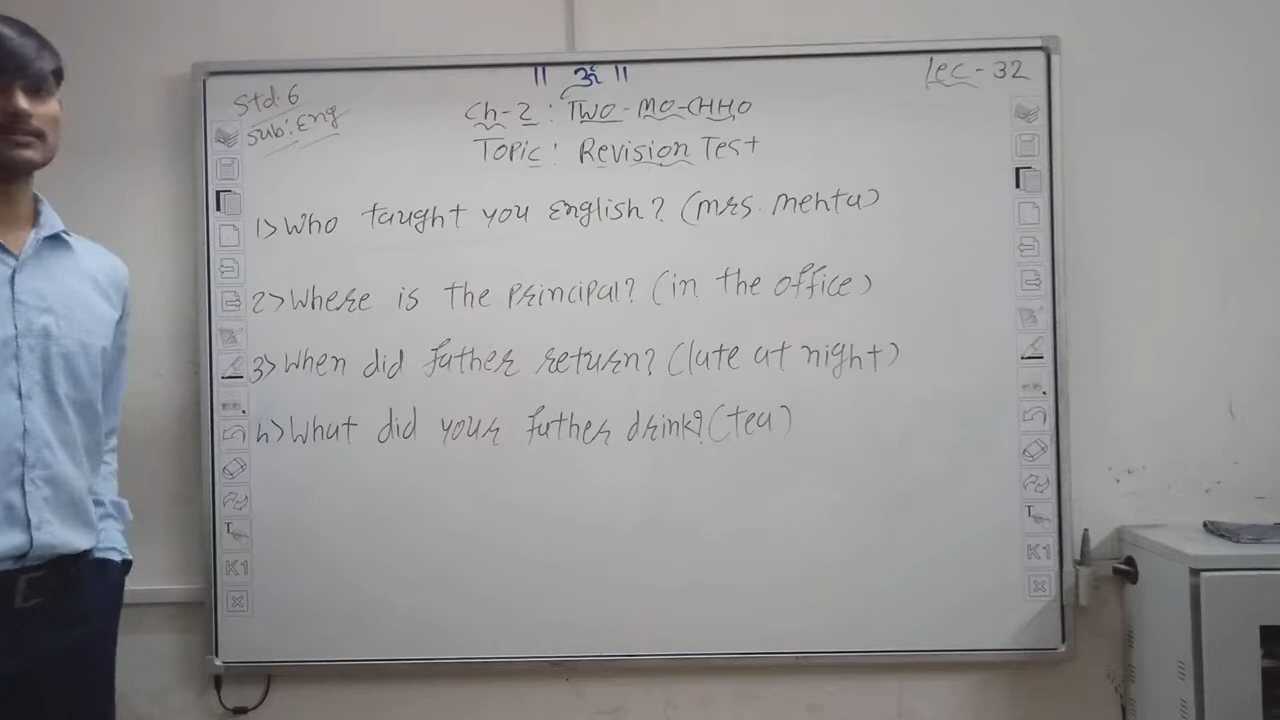 || ૐ ||
Std. 6
Lec-32
Sub: Eng
Ch-2 : TWO-MO-CHHO
Topic : Revision Test
1> Who taught you English? (Mrs. Mehta)
2> Where is the principal? (in the office)
3> When did father return? (late at night)
4> What did your father drink? (tea)
T
T
K1
K1